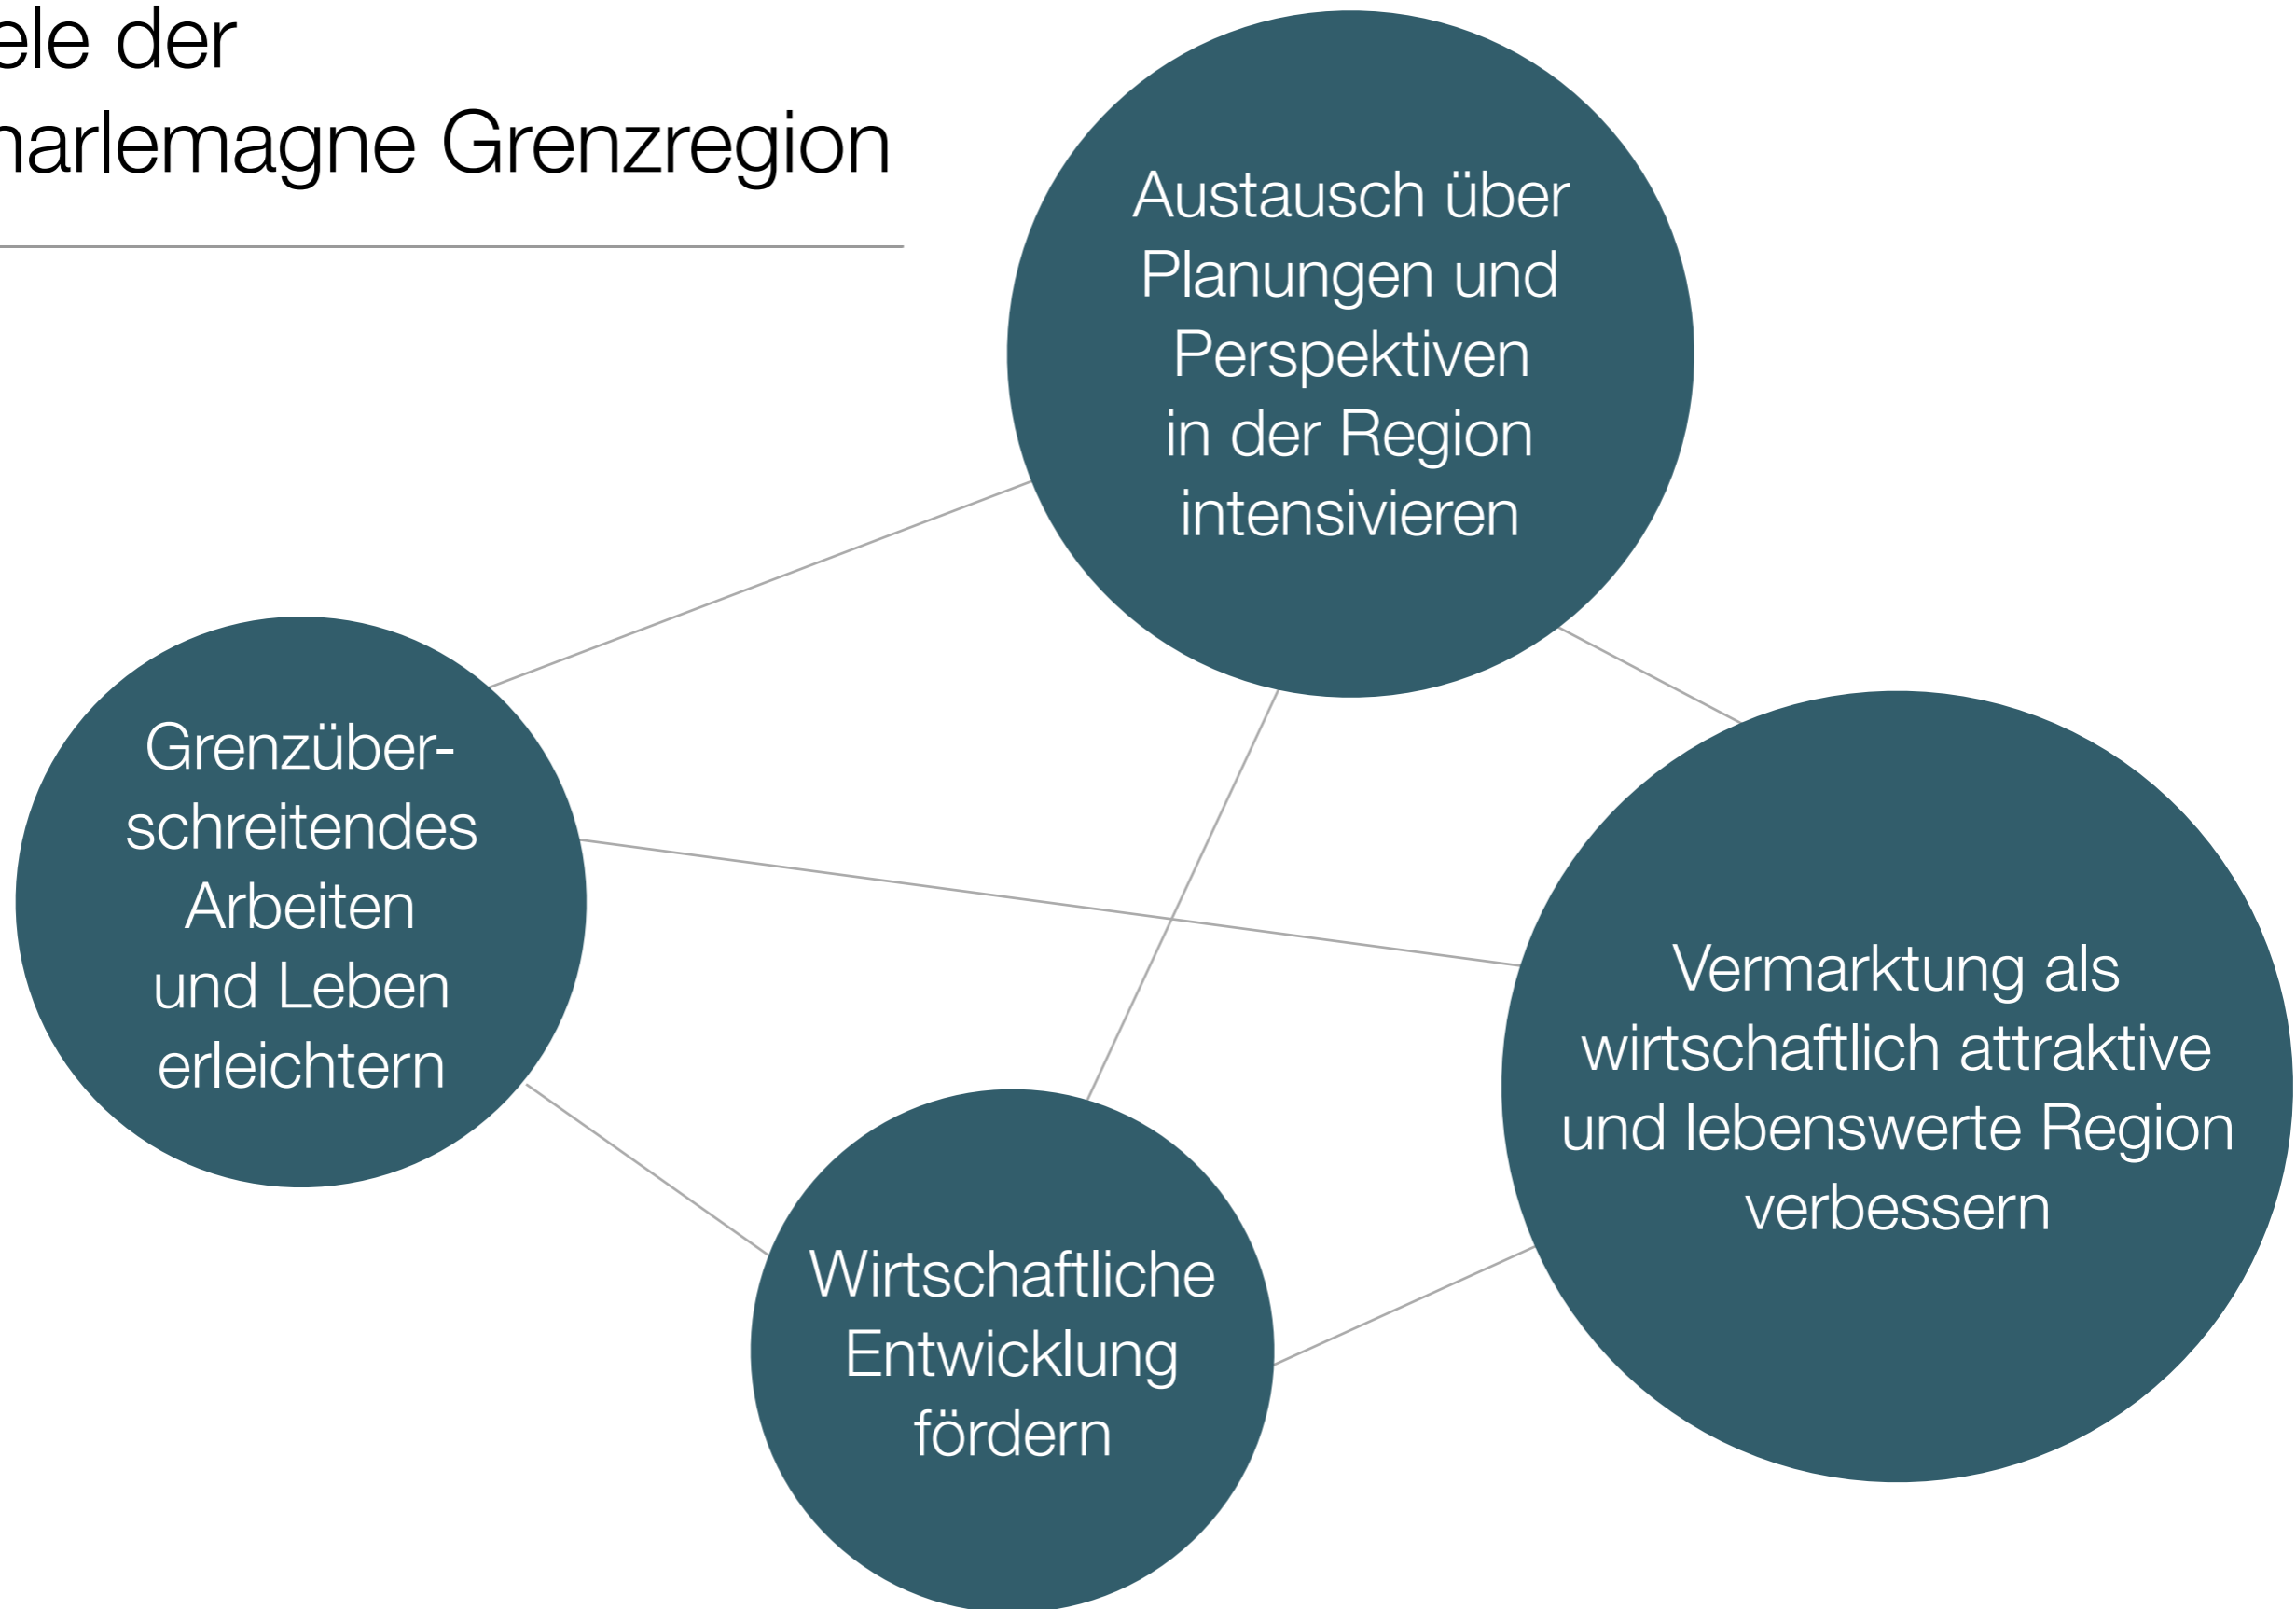 ele der
harlemagne Grenzregion
Austausch über
Planungen und
Perspektiven
in der Region
intensivieren
Grenzüber-
schreitendes
Arbeiten
und Leben
erleichtern
Vermarktung als
wirtschaftlich attraktive
und lebenswerte Region
verbessern
Wirtschaftliche
Entwicklung
fördern